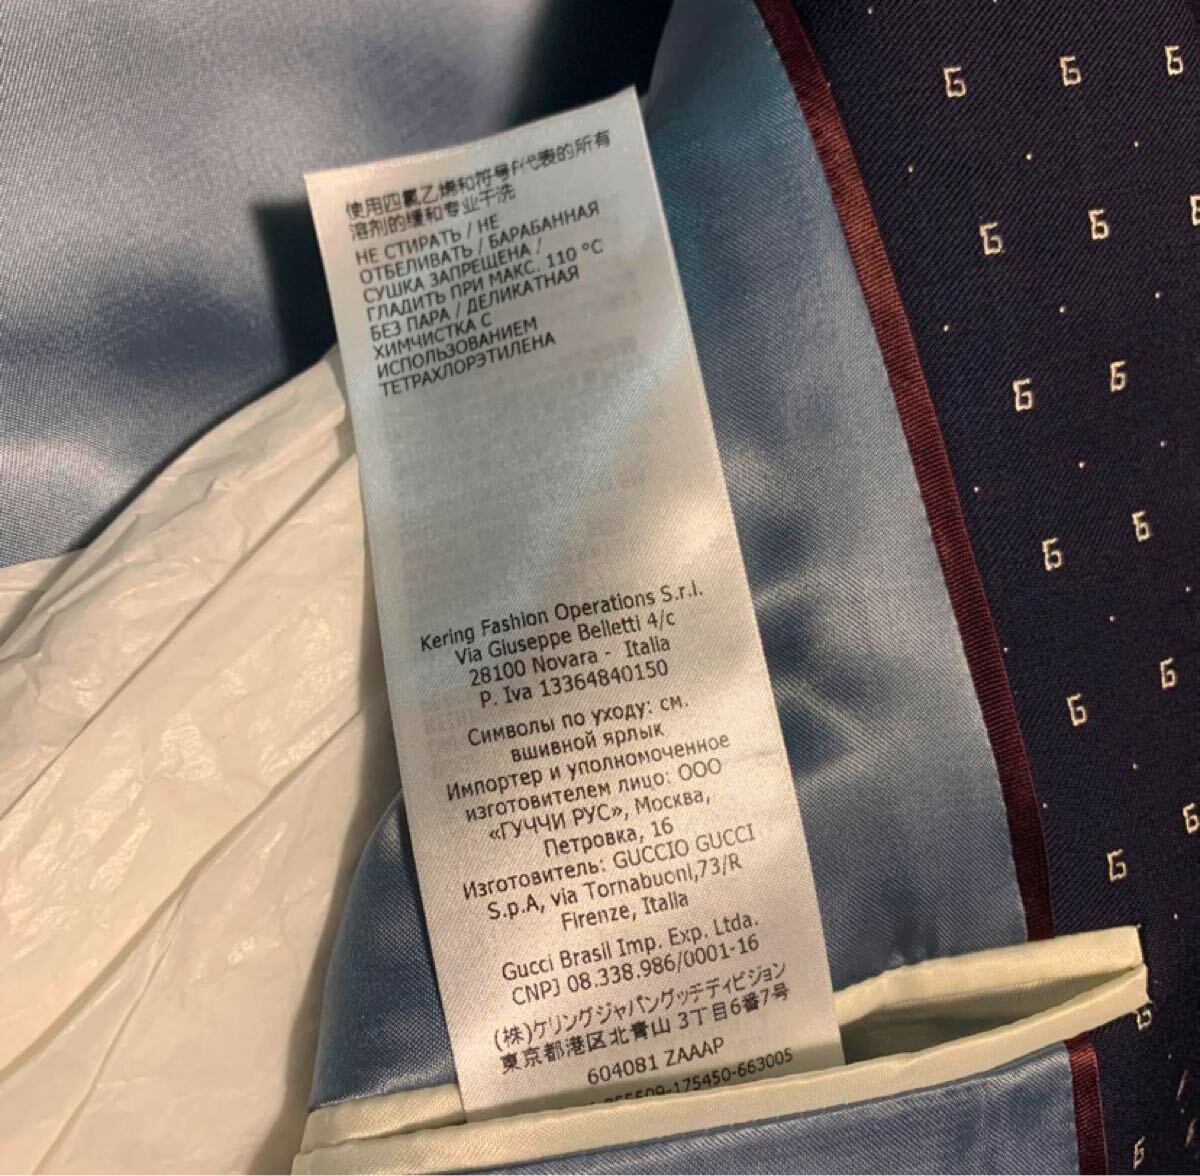 使用四氯乙烯和符号F代表的所有
溶剂的缓和专业干洗
НЕ СТИРАТЬ / НЕ
ОТБЕЛИВАТЬ / БАРАБАННАЯ
СУШКА ЗАПРЕЩЕНА /
ГЛАДИТЬ ПРИ МАКС. 110 °C
БЕЗ ПАРА / ДЕЛИКАТНАЯ
ХИМЧИСТКА С
ИСПОЛЬЗОВАНИЕМ
ТЕТРАХЛОРЭТИЛЕНА
Kering Fashion Operations S.r.l.
Via Giuseppe Belletti 4/c
28100 Novara - Italia
P. Iva 13364840150
Символы по уходу: см.
вшивной ярлык
Импортер и уполномоченное
изготовителем лицо: ООО
«ГУЧЧИ РУС», Москва,
Петровка, 16
Изготовитель: GUCCIO GUCCI
S.p.A, via Tornabuoni,73/R
Firenze, Italia
Gucci Brasil Imp. Exp. Ltda.
CNPJ 08.338.986/0001-16
(株)ケリングジャパングッチディビジョン
東京都港区北青山 3丁目6番7号
604081 ZAAAP
175450-663005